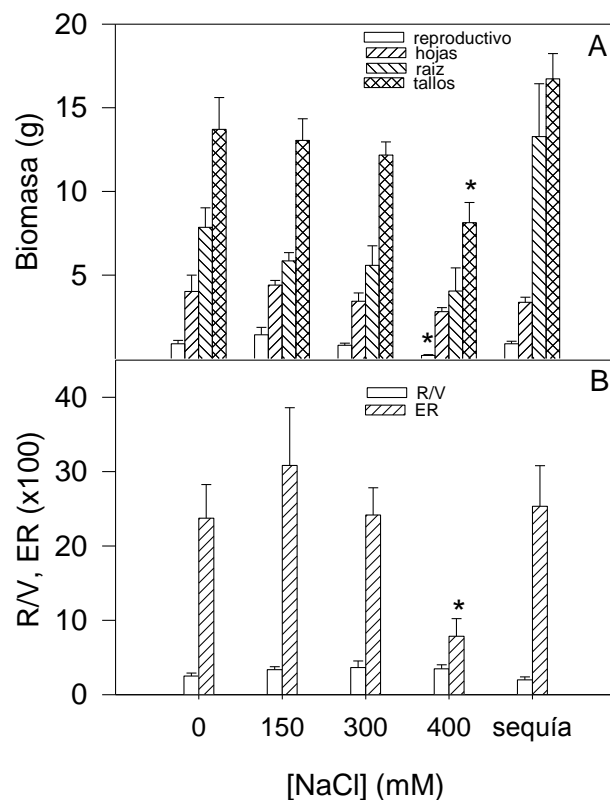 20
15
10
5
Biomasa (g)
A
reproductivo
hojas
raiz
tallos
*
*
40
30
20
10
0
R/V, ER (x100)
B
R/V
ER
*
0 150 300 400 sequía
[NaCl] (mM)